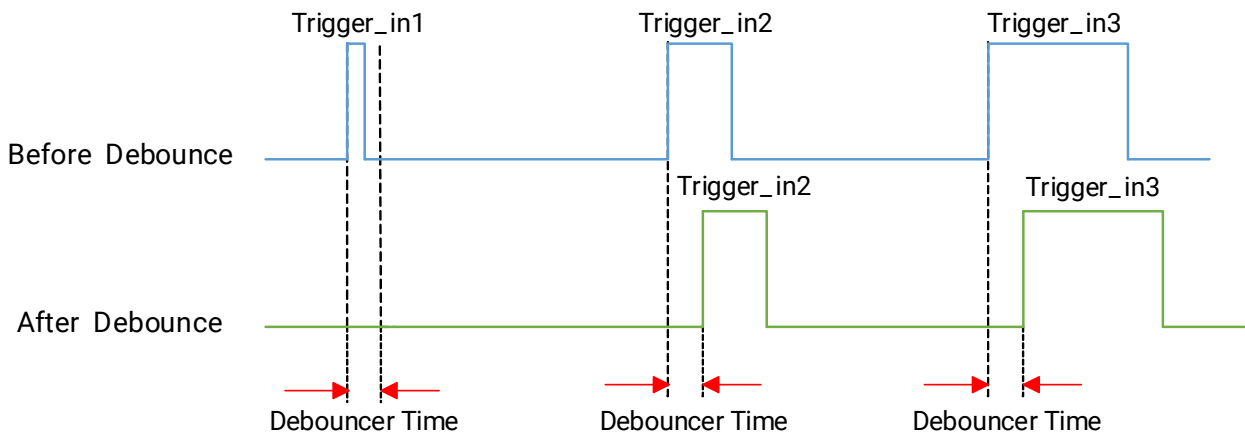 Trigger_in1
Trigger_in2
Trigger_in3
Before Debounce
Trigger_in2
Trigger_in3
After Debounce
Debouncer Time
Debouncer Time
Debouncer Time